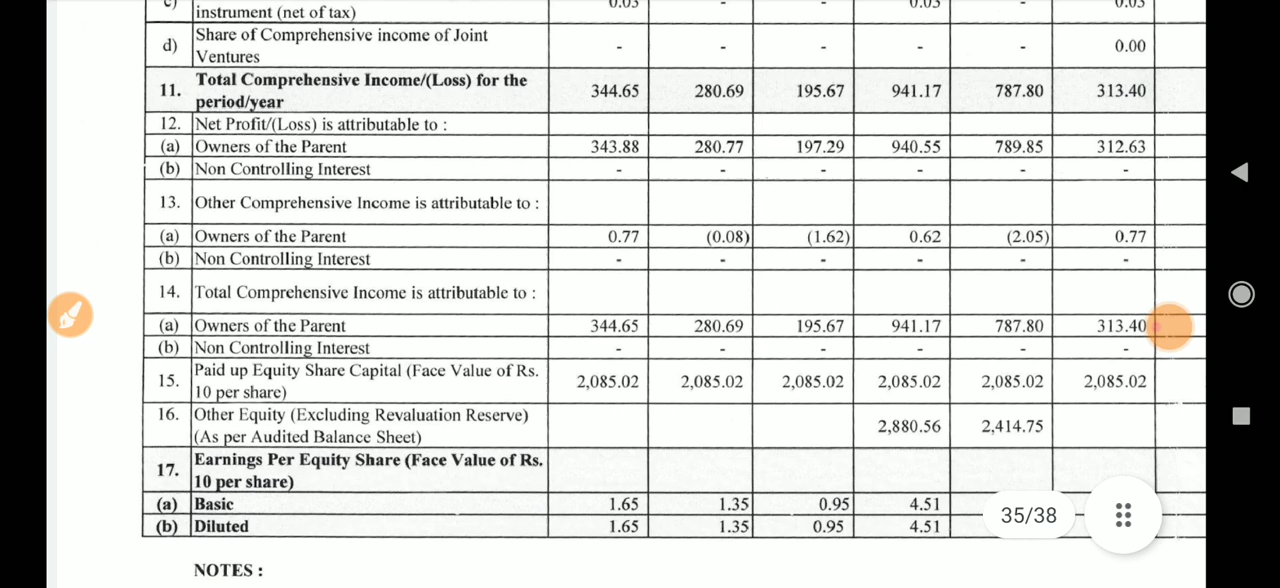 c) instrument (net of tax) 0.03 - - 0.03 - 0.03
Share of Comprehensive income of Joint
d) - - - - - 0.00
Ventures
Total Comprehensive Income/(Loss) for the
11. 344.65 280.69 195.67 941.17 787.80 313.40
period/year
12. Net Profit/(Loss) is attributable to :
(a) Owners of the Parent 343.88 280.77 197.29 940.55 789.85 312.63
(b) Non Controlling Interest - - - - - -
13. Other Comprehensive Income is attributable to :
(a) Owners of the Parent 0.77 (0.08) (1.62) 0.62 (2.05) 0.77
(b) Non Controlling Interest - - - - - -
14. Total Comprehensive Income is attributable to :
(a) Owners of the Parent 344.65 280.69 195.67 941.17 787.80 313.40
(b) Non Controlling Interest - - - - - -
Paid up Equity Share Capital (Face Value of Rs.
15. 2,085.02 2,085.02 2,085.02 2,085.02 2,085.02 2,085.02
10 per share)
16. Other Equity (Excluding Revaluation Reserve)
2,880.56 2,414.75
(As per Audited Balance Sheet)
Earnings Per Equity Share (Face Value of Rs.
17.
10 per share)
(a) Basic 1.65 1.35 0.95 4.51
(b) Diluted 1.65 1.35 0.95 4.51
35/38
NOTES :